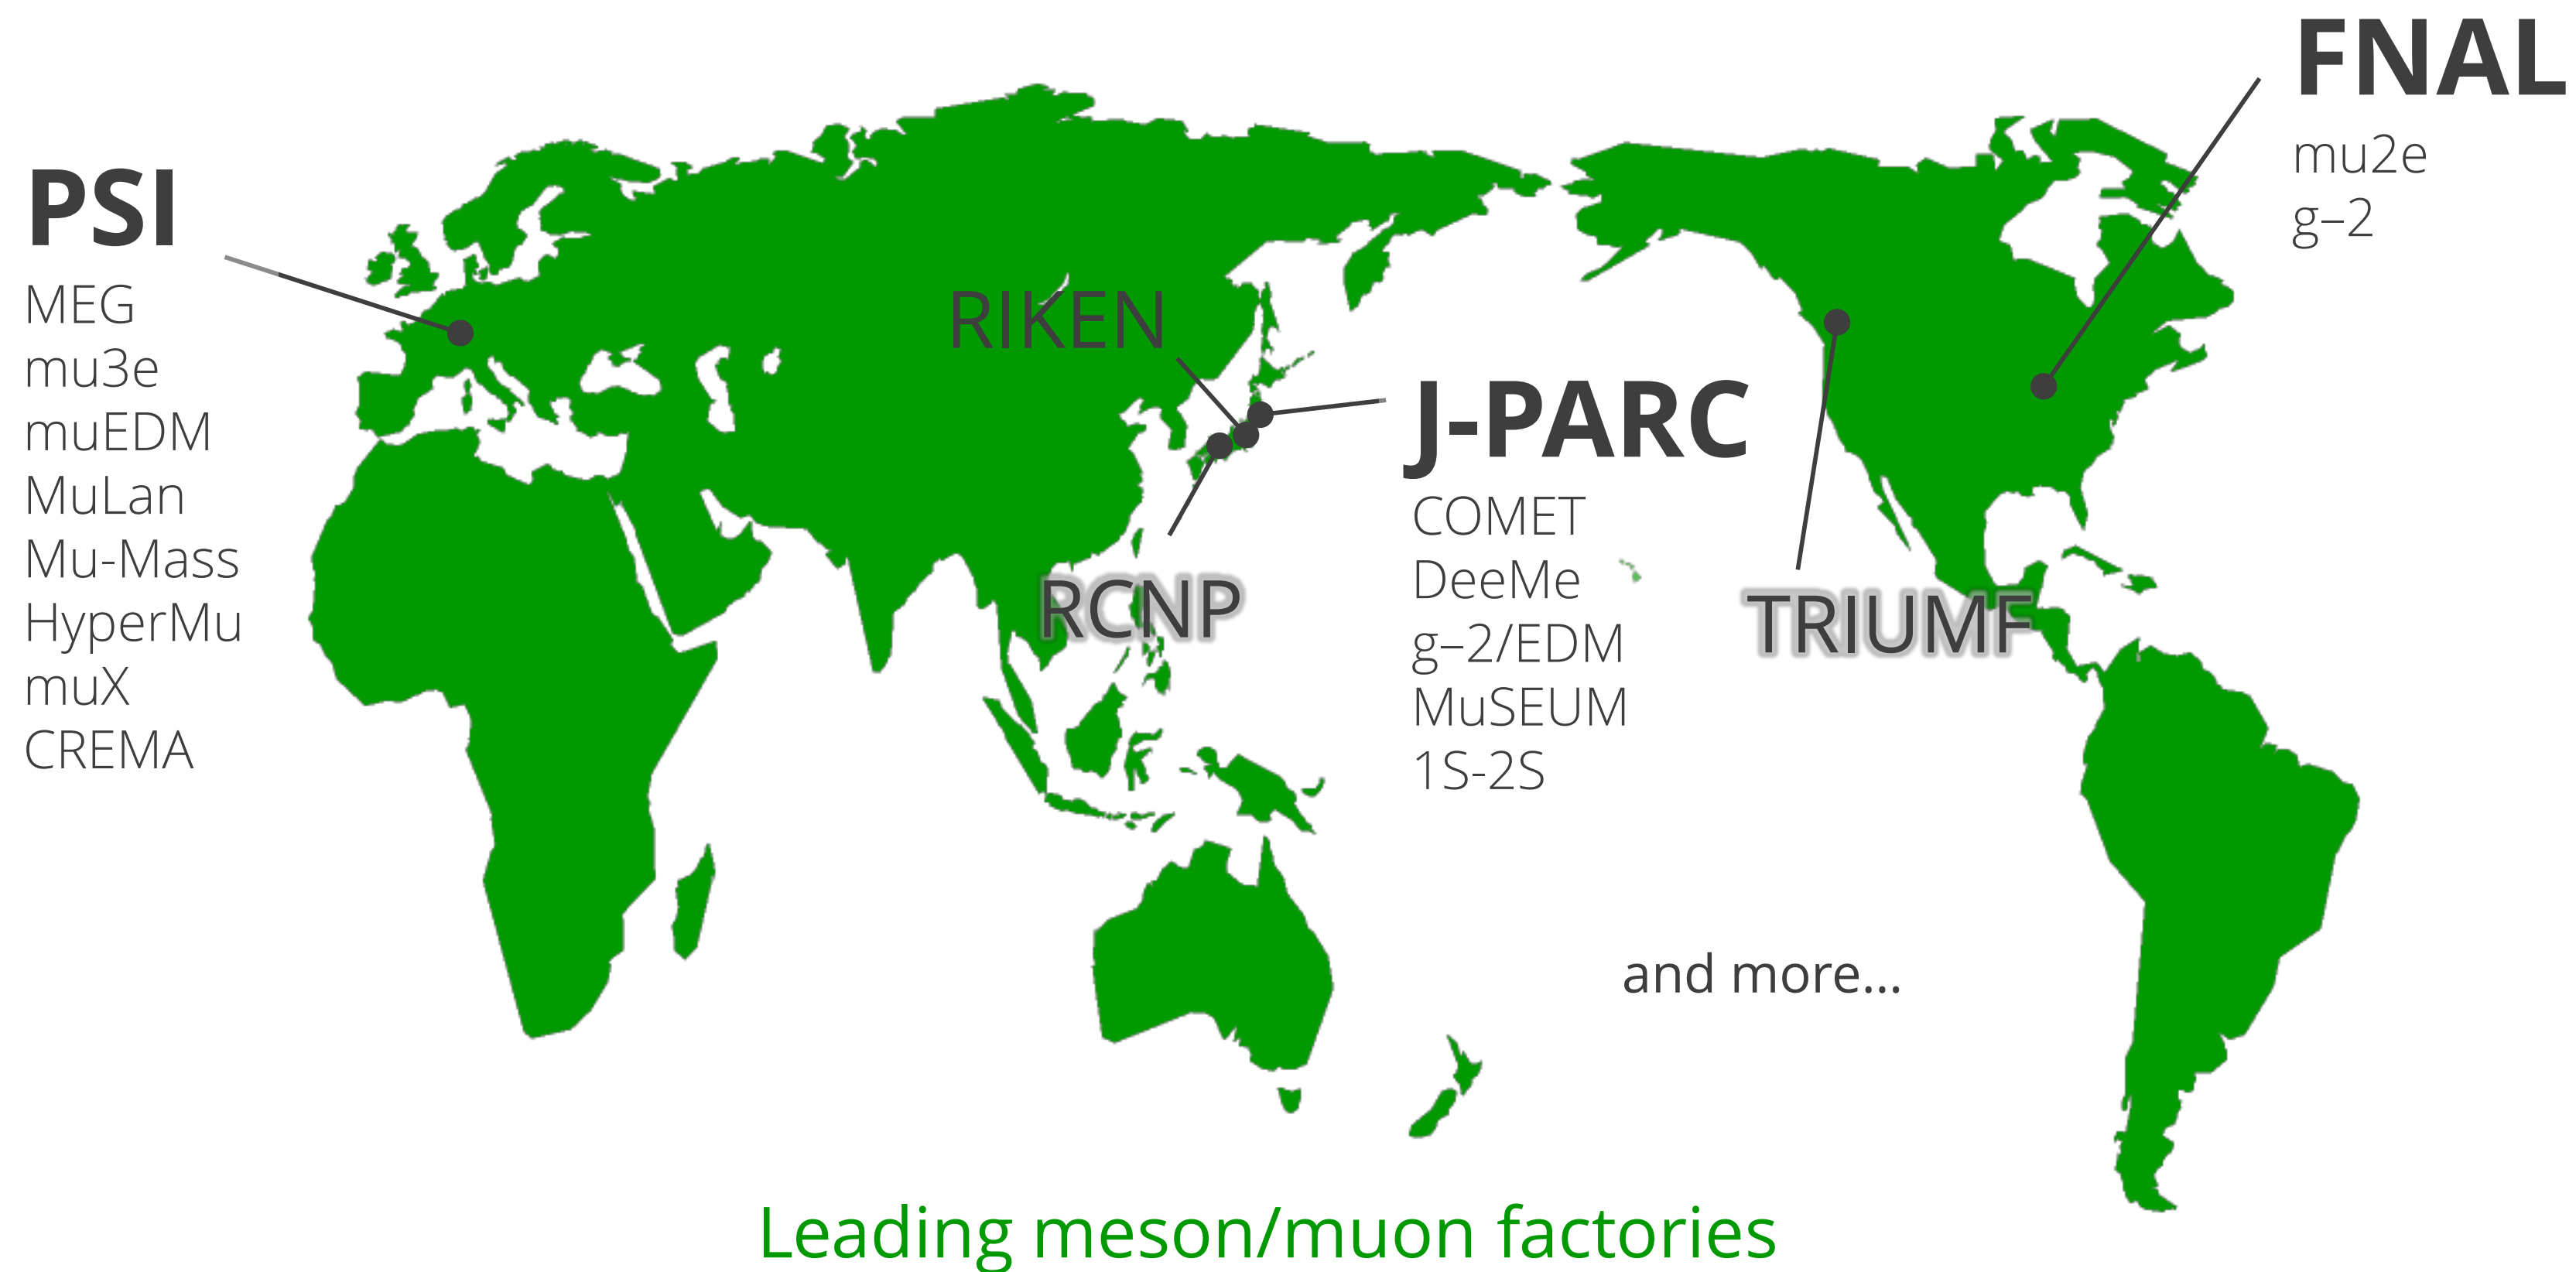 FNAL
mu2e
g–2
PSI
MEG
mu3e
muEDM
MuLan
Mu-Mass
HyperMu
muX
CREMA
RIKEN
J-PARC
COMET
DeeMe
g–2/EDM
MuSEUM
1S-2S
RCNP
TRIUMF
and more...
Leading meson/muon factories